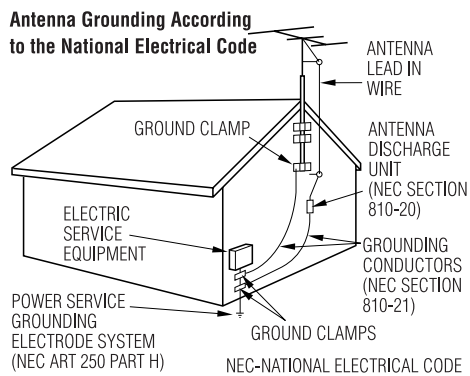 Antenna Grounding According
to the National Electrical Code
ANTENNA
LEAD IN
WIRE
GROUND CLAMP
ANTENNA
DISCHARGE
UNIT
(NEC SECTION
810-20)
ELECTRIC
SERVICE
EQUIPMENT
GROUNDING
CONDUCTORS
(NEC SECTION
810-21)
POWER SERVICE
GROUNDING
ELECTRODE SYSTEM
(NEC ART 250 PART H)
GROUND CLAMPS
NEC-NATIONAL ELECTRICAL CODE